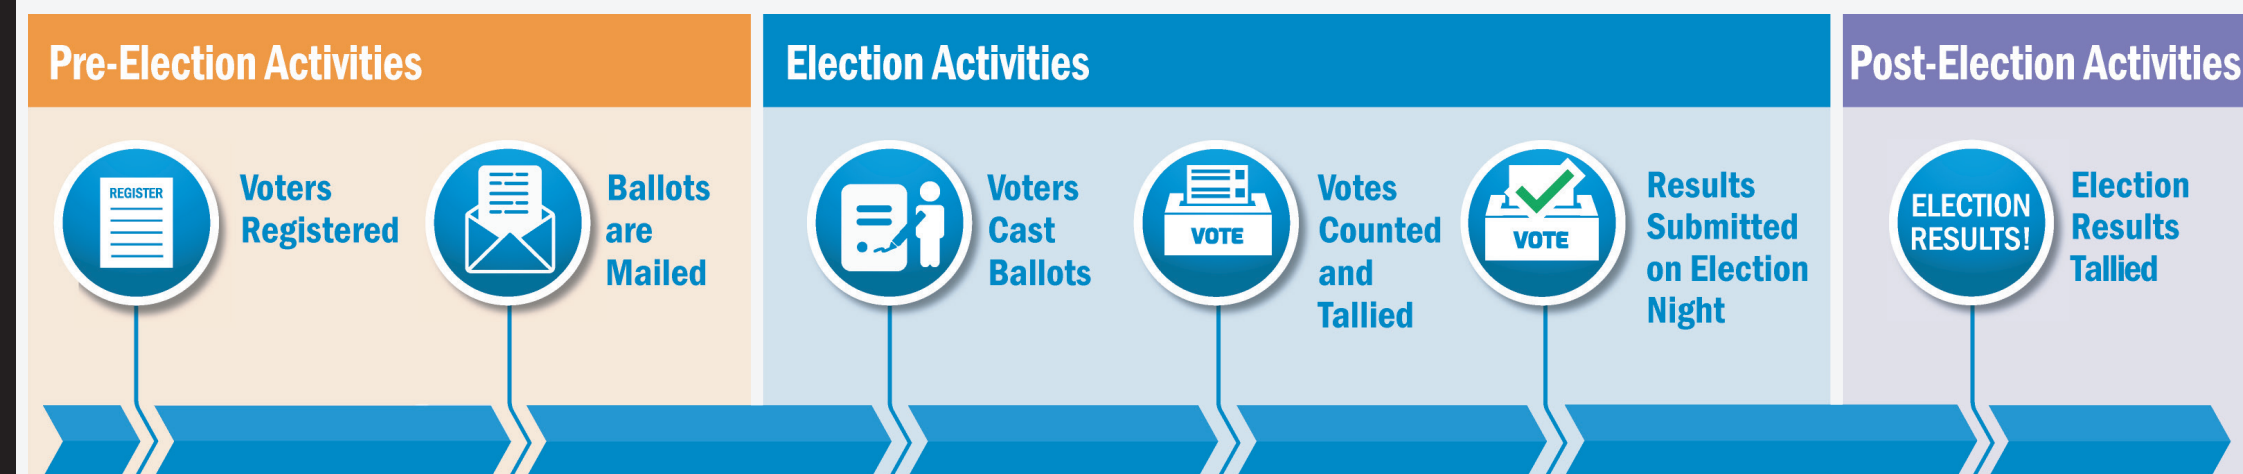 Pre-Election Activities
Election Activities
Post-Election Activities
REGISTER
Voters
Registered
Ballots
are
Mailed
Voters
Cast
Ballots
VOTE
Votes
Counted
and
Tallied
VOTE
Results
Submitted
on Election
Night
ELECTION
RESULTS!
Election
Results
Tallied